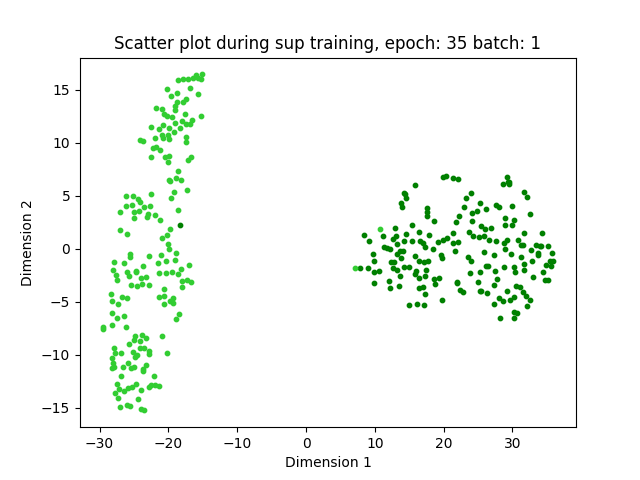 Scatter plot during sup training, epoch: 35 batch: 1
15
10
5
0
−5
−10
−15
Dimension 2
−30 −20 −10 0 10 20 30
Dimension 1